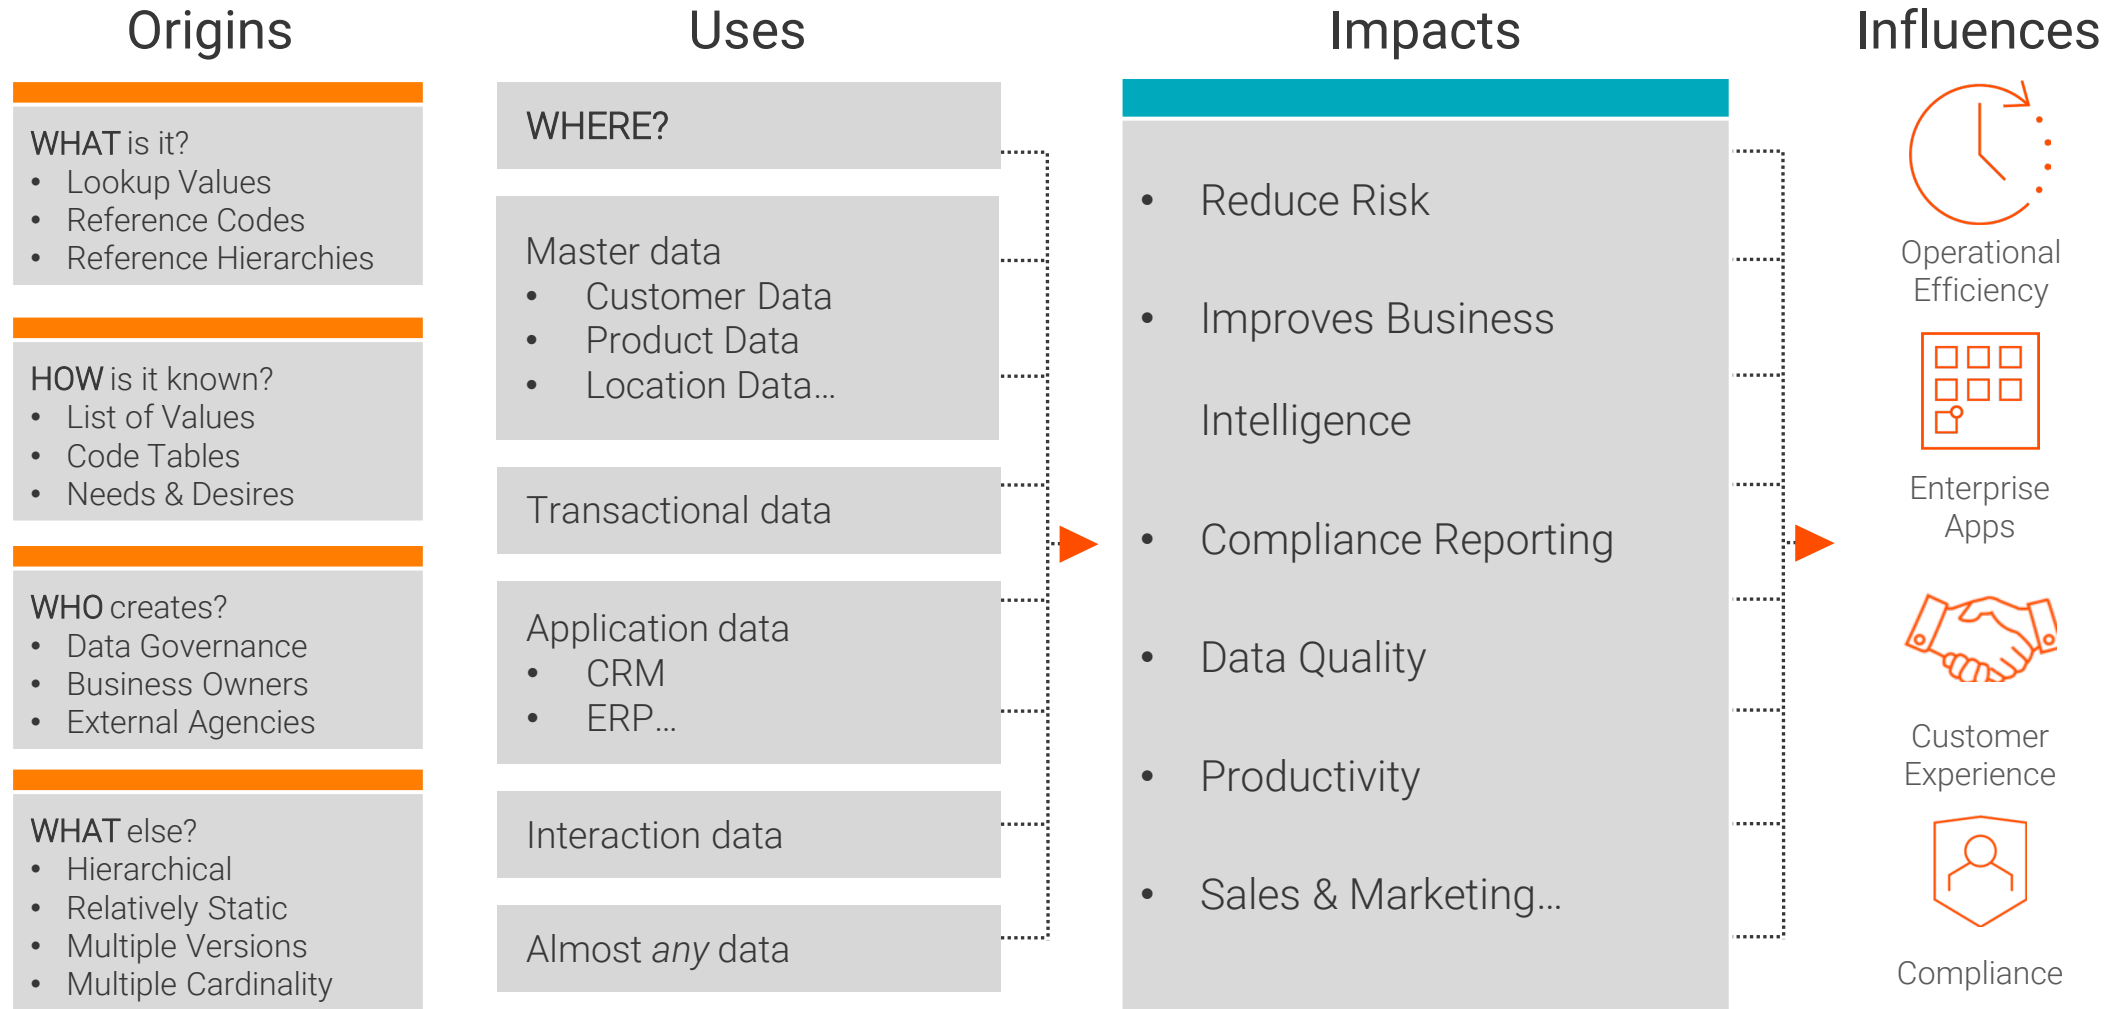 Origins
WHAT is it?
• Lookup Values
• Reference Codes
• Reference Hierarchies
HOW is it known?
• List of Values
• Code Tables
• Needs & Desires
WHO creates?
• Data Governance
• Business Owners
• External Agencies
WHAT else?
• Hierarchical
• Relatively Static
• Multiple Versions
• Multiple Cardinality
Uses
WHERE?
Master data
• Customer Data
• Product Data
• Location Data...
Transactional data
Application data
• CRM
• ERP...
Interaction data
Almost any data
Impacts
• Reduce Risk
• Improves Business
Intelligence
• Compliance Reporting
• Data Quality
• Productivity
• Sales & Marketing...
Influences
Operational
Efficiency
Enterprise
Apps
Customer
Experience
Compliance